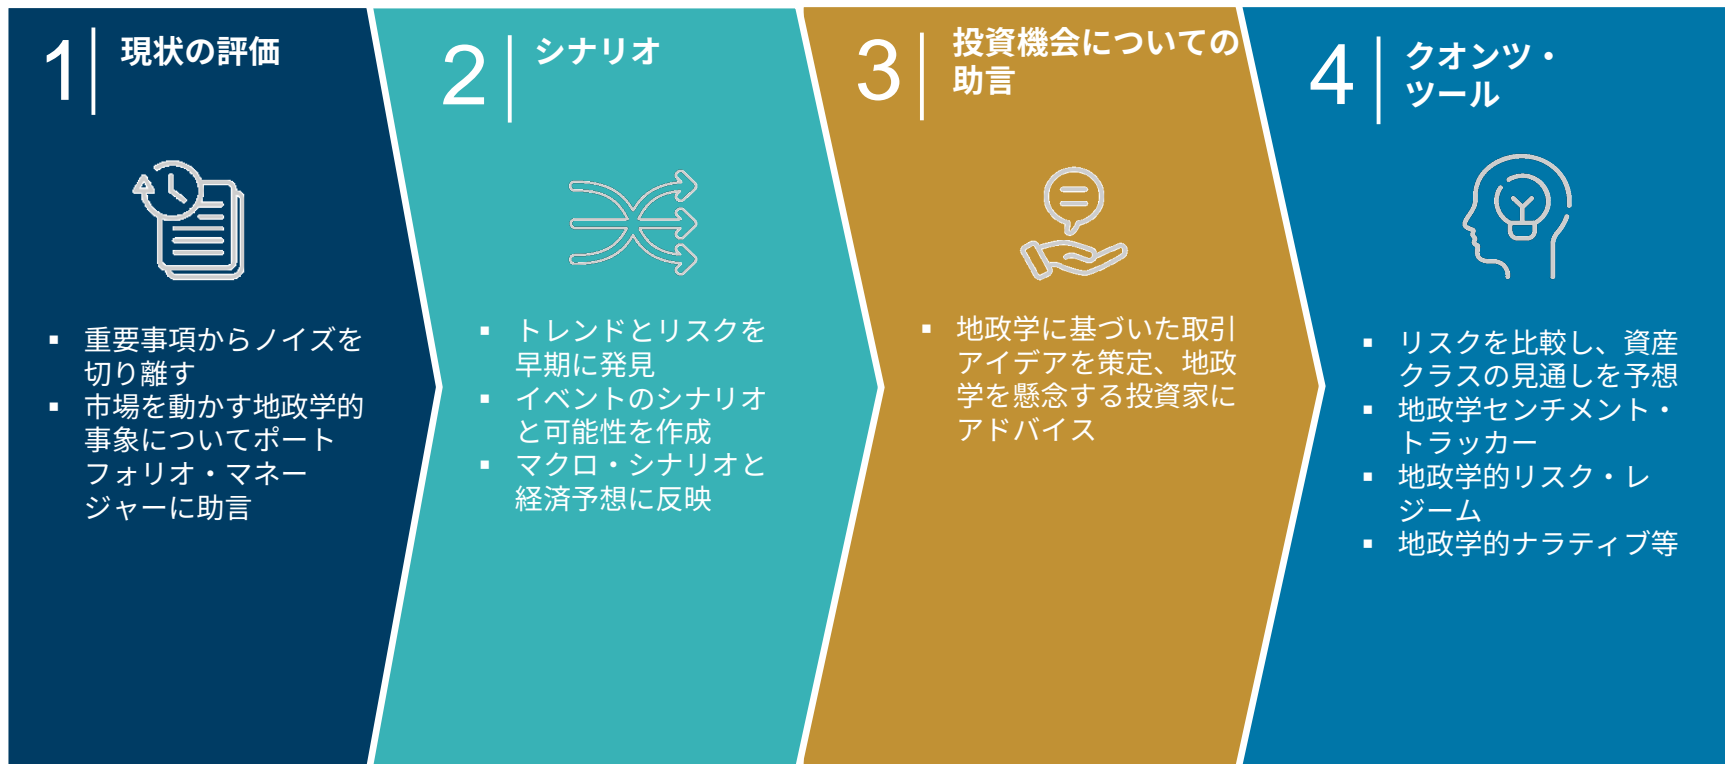 1
現状の評価
▪ 重要事項からノイズを
切り離す
▪ 市場を動かす地政学的
事象についてポート
フォリオ・マネー
ジャーに助言
2
シナリオ
▪ トレンドとリスクを
早期に発見
▪ イベントのシナリオ
と可能性を作成
▪ マクロ・シナリオと
経済予想に反映
3
投資機会についての
助言
▪ 地政学に基づいた取引
アイデアを策定、地政
学を懸念する投資家に
アドバイス
4
クオンツ・
ツール
▪ リスクを比較し、資産
クラスの見通しを予想
▪ 地政学センチメント・
トラッカー
▪ 地政学的リスク・レ
ジーム
▪ 地政学的ナラティブ等